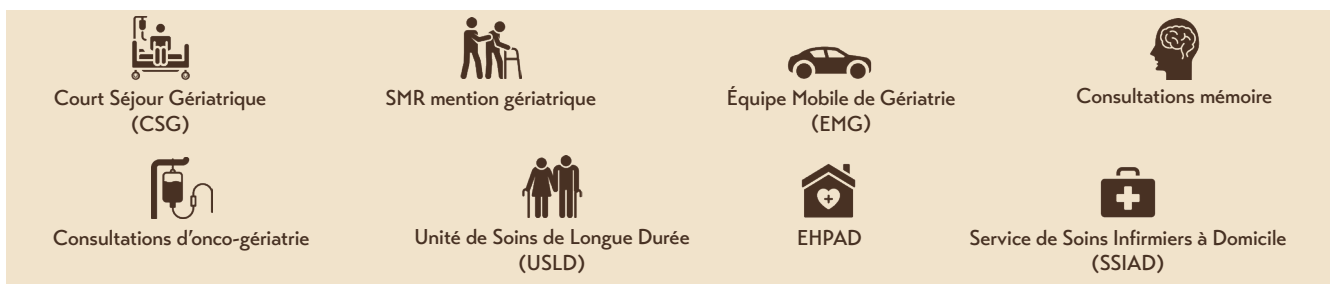 Court Séjour Gériatrique
(CSG)
SMR mention gériatrique
Équipe Mobile de Gériatrie
(EMG)
Consultations mémoire
Consultations d'onco-gériatrie
Unité de Soins de Longue Durée
(USLD)
EHPAD
Service de Soins Infirmiers à Domicile
(SSIAD)